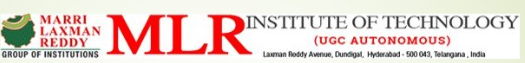 MARRI
LAXMAN
REDDY
GROUP OF INSTITUTIONS
MLR
INSTITUTE OF TECHNOLOGY
(UGC AUTONOMOUS)
Laxman Reddy Avenue, Dundigal, Hyderabad - 500 043, Telangana , India